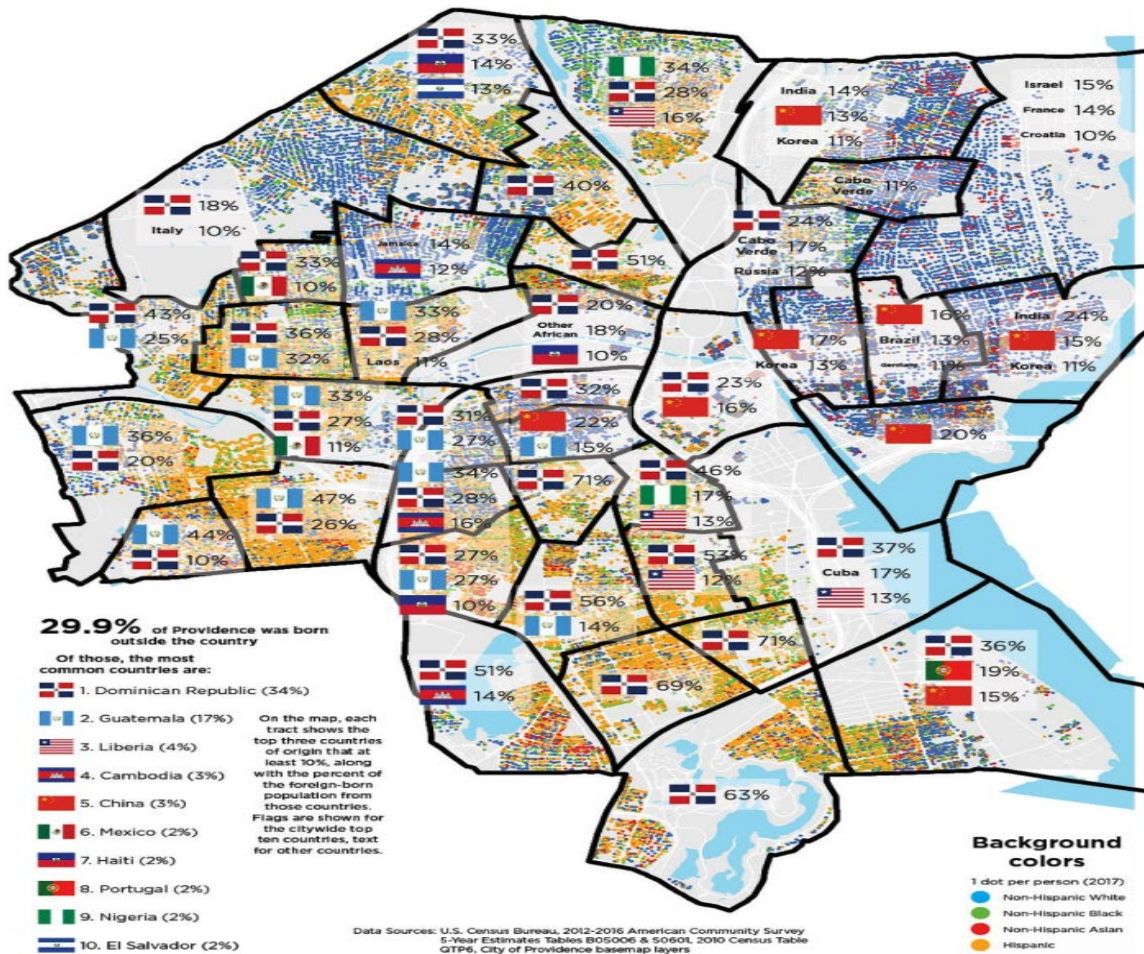 33%
14%
13%
34%
28%
16%
India 14%
13%
Korea 11%
Israel 15%
France 14%
Croatia 10%
40%
Cabo
Verde 11%
18%
Italy 10%
Jamaica 14%
12%
24%
Cabo
Verde 17%
Russia 12%
51%
33%
10%
43%
25%
36%
32%
33%
28%
Laos 11%
20%
Other
African 18%
10%
17%
Korea 13%
16%
Brazil 13%
Germany 11%
India 24%
15%
Korea 11%
23%
16%
20%
33%
27%
11%
31%
27%
32%
22%
15%
36%
20%
34%
28%
16%
71%
46%
17%
13%
47%
26%
44%
10%
27%
27%
10%
56%
14%
53%
12%
37%
Cuba 17%
13%
71%
36%
19%
15%
51%
14%
69%
63%
29.9% of Providence was born
outside the country
Of those, the most
common countries are:
1. Dominican Republic (34%)
2. Guatemala (17%)
3. Liberia (4%)
4. Cambodia (3%)
5. China (3%)
6. Mexico (2%)
7. Haiti (2%)
8. Portugal (2%)
9. Nigeria (2%)
10. El Salvador (2%)
On the map, each
tract shows the
top three countries
of origin that at
least 10%, along
with the percent of
the foreign-born
population from
those countries.
Flags are shown for
the citywide top
ten countries, text
for other countries.
Background
colors
1 dot per person (2017)
Non-Hispanic White
Non-Hispanic Black
Non-Hispanic Asian
Hispanic
Data Sources: U.S. Census Bureau, 2012-2016 American Community Survey
5-Year Estimates Tables B05006 & S0601, 2010 Census Table
QTP6, City of Providence basemap layers